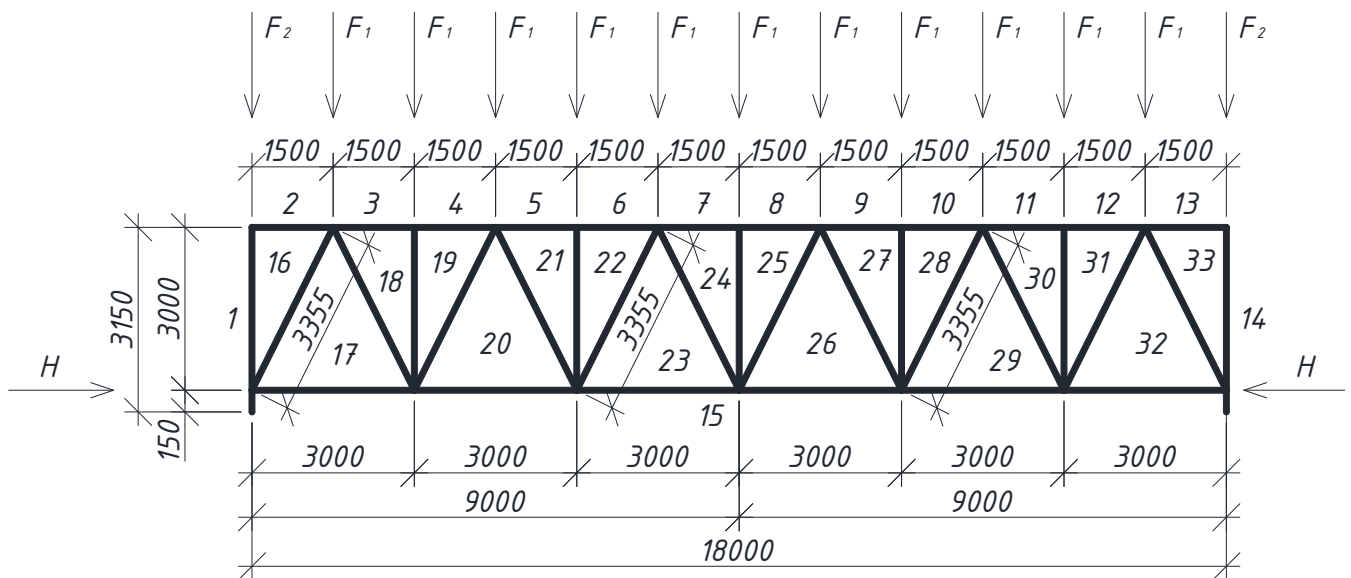 F₂ F₁ F₁ F₁ F₁ F₁ F₁ F₁ F₁ F₁ F₁ F₁ F₂
1500 1500 1500 1500 1500 1500 1500 1500 1500 1500 1500 1500
2 3 4 5 6 7 8 9 10 11 12 13
16 18 19 21 22 24 25 27 28 30 31 33
3150 3000 1 3355 3355 3355 14
17 20 23 26 29 32
H H
150 15
3000 3000 3000 3000 3000 3000
9000 9000
18000